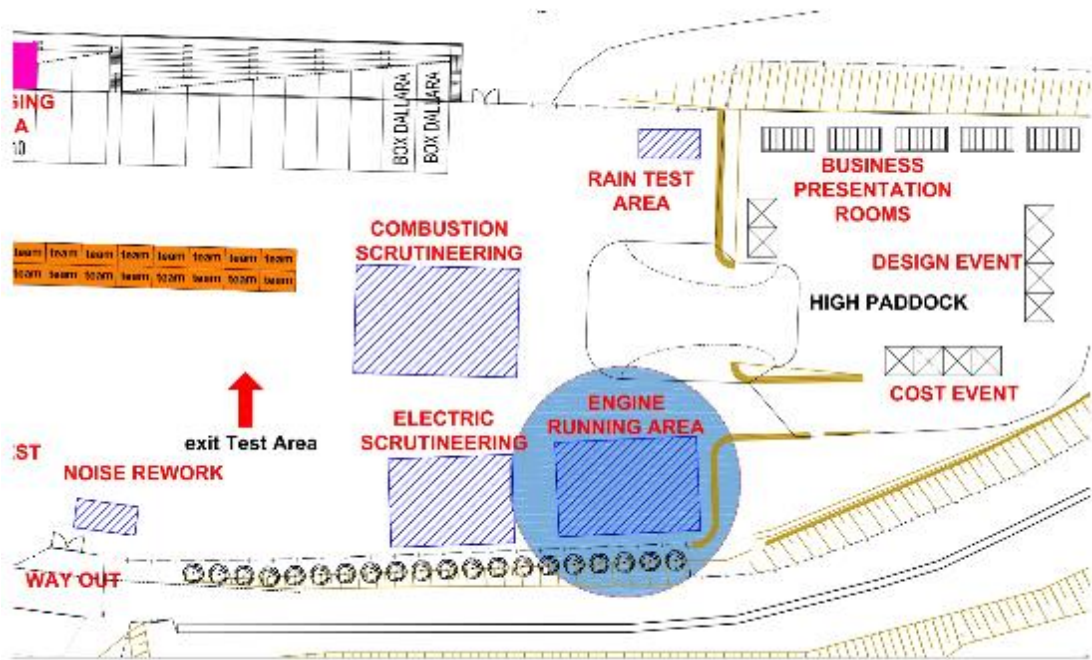 GING
A
BOX DALLARA
BOX DALLARA
RAIN TEST
AREA
BUSINESS
PRESENTATION
ROOMS
COMBUSTION
SCRUTINEERING
team team team team team team team team
team team team team team team team team
DESIGN EVENT
HIGH PADDOCK
COST EVENT
ENGINE
RUNNING AREA
ELECTRIC
SCRUTINEERING
exit Test Area
EST
NOISE REWORK
WAY OUT